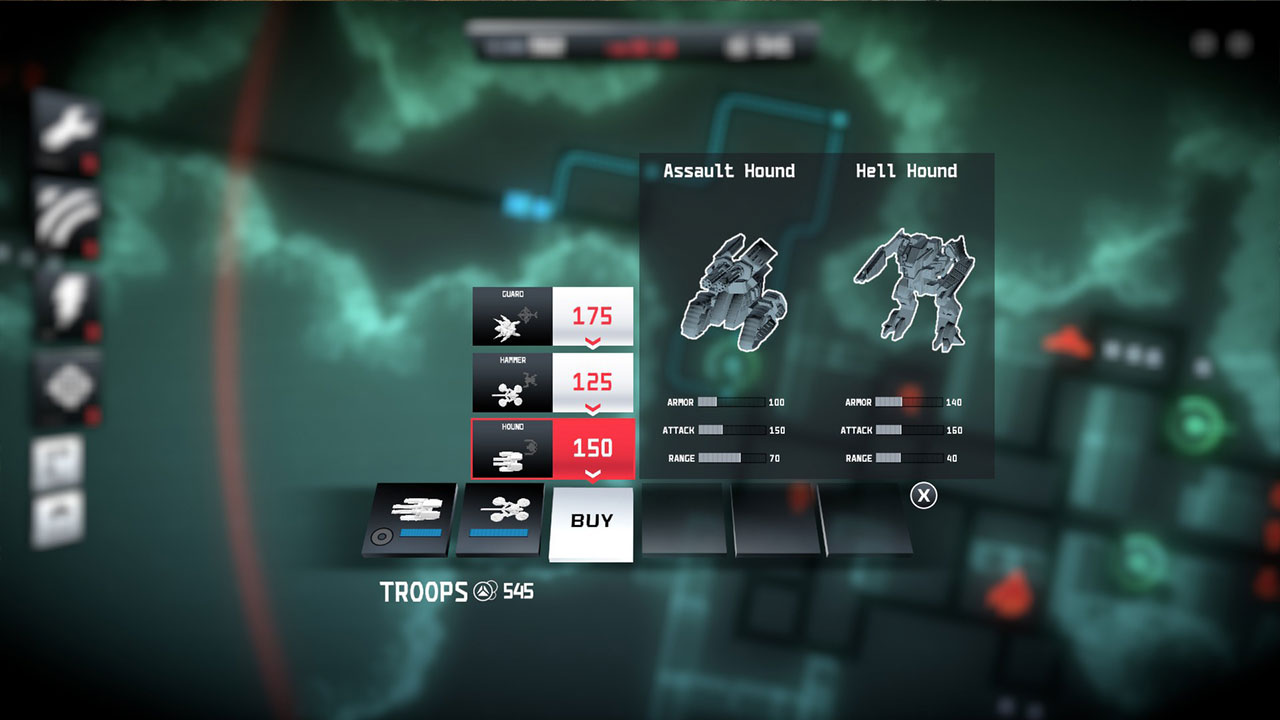 Assault Hound
Hell Hound
GUARD
175
HAMMER
125
HOUND
150
ARMOR 100
ATTACK 150
RANGE 70
ARMOR 140
ATTACK 160
RANGE 40
X
BUY
TROOPS 545